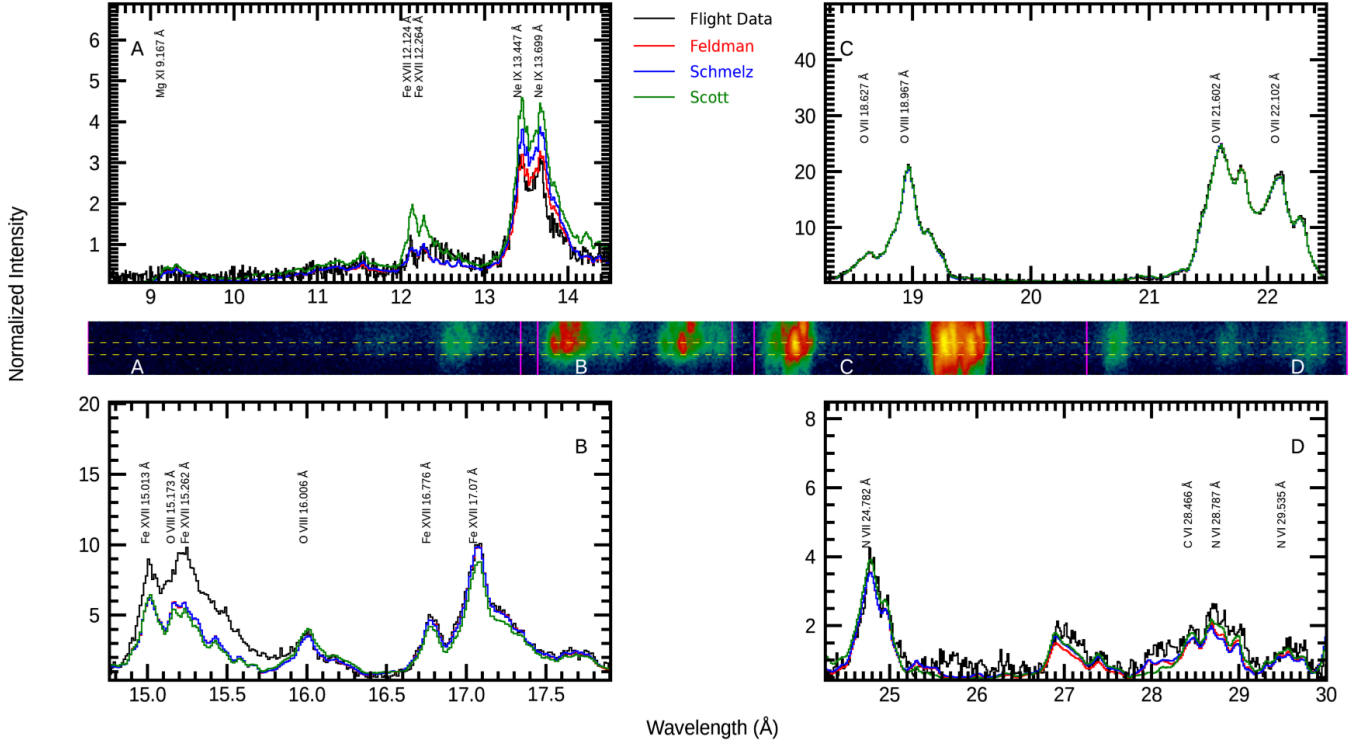 Normalized Intensity
6
5
4
3
2
1
A
Mg XI 9.167 Å
Fe XVII 12.124 Å
Fe XVII 12.264 Å
Ne IX 13.447 Å
Ne IX 13.699 Å
9 10 11 12 13 14
Flight Data
Feldman
Schmelz
Scott
40
30
20
10
C
O VII 18.627 Å
O VIII 18.967 Å
O VII 21.602 Å
O VII 22.102 Å
19 20 21 22
A B C D
20
15
10
5
B
Fe XVII 15.013 Å
O VIII 15.173 Å
Fe XVII 15.262 Å
O VIII 16.006 Å
Fe XVII 16.776 Å
Fe XVII 17.07 Å
15.0 15.5 16.0 16.5 17.0 17.5
8
6
4
2
D
N VII 24.782 Å
C VI 28.466 Å
N VI 28.787 Å
N VI 29.535 Å
25 26 27 28 29 30
Wavelength (Å)